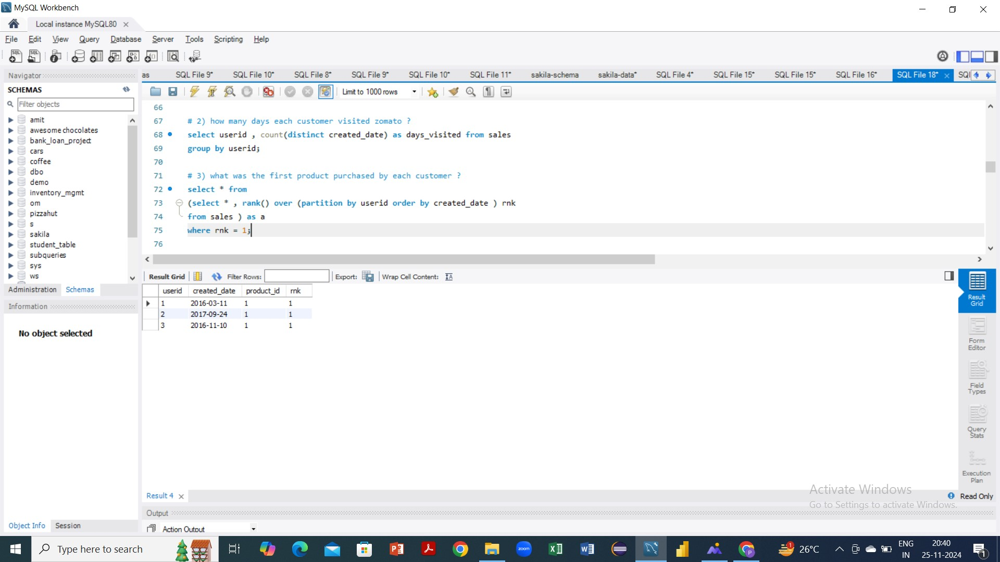 MySQL Workbench
Local instance MySQL80
File Edit View Query Database Server Tools Scripting Help
Navigator
as SQL File 9* SQL File 10* SQL File 8* SQL File 9* SQL File 10* SQL File 11* sakila-schema sakila-data* SQL File 4* SQL File 15* SQL File 15* SQL File 16* SQL File 18* SQl
SCHEMAS
Filter objects
amit
awesome chocolates
bank_loan_project
cars
coffee
dbo
demo
inventory_mgmt
om
pizzahut
s
sakila
student_table
subqueries
sys
ws
Administration Schemas
Information
No object selected
Object Info Session
Limit to 1000 rows
66
67 # 2) how many days each customer visited zomato ?
68 select userid , count(distinct created_date) as days_visited from sales
69 group by userid;
70
71 # 3) what was the first product purchased by each customer ?
72 select * from
73 (select * , rank() over (partition by userid order by created_date ) rnk
74 from sales ) as a
75 where rnk = 1;
76
Result Grid Filter Rows: Export: Wrap Cell Content:
userid created_date product_id rnk
1 2016-03-11 1 1
2 2017-09-24 1 1
3 2016-11-10 1 1
Result Grid
Form Editor
Field Types
Query Stats
Execution Plan
Activate Windows
Go to Settings to activate Windows.
Result 4
Read Only
Output
Action Output
Type here to search
zoom
1
26°C
ENG
IN
20:40
25-11-2024
1